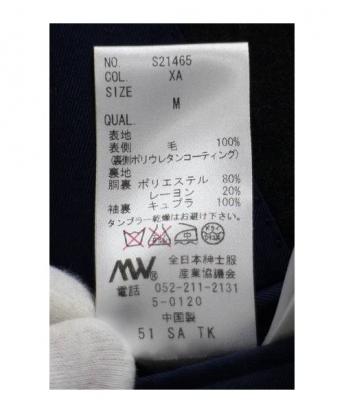 NO. S21465
COL. XA
SIZE
M
QUAL.
表地
表側 毛 100%
(裏側ポリウレタンコーティング)
裏地
胴裏 ポリエステル 80%
レーヨン 20%
袖裏 キュプラ 100%
タンブラー乾燥はお避け下さい。
MW® 全日本紳士服
産業協議会
電話 052-211-2131
5-0120
中国製
51 SA TK